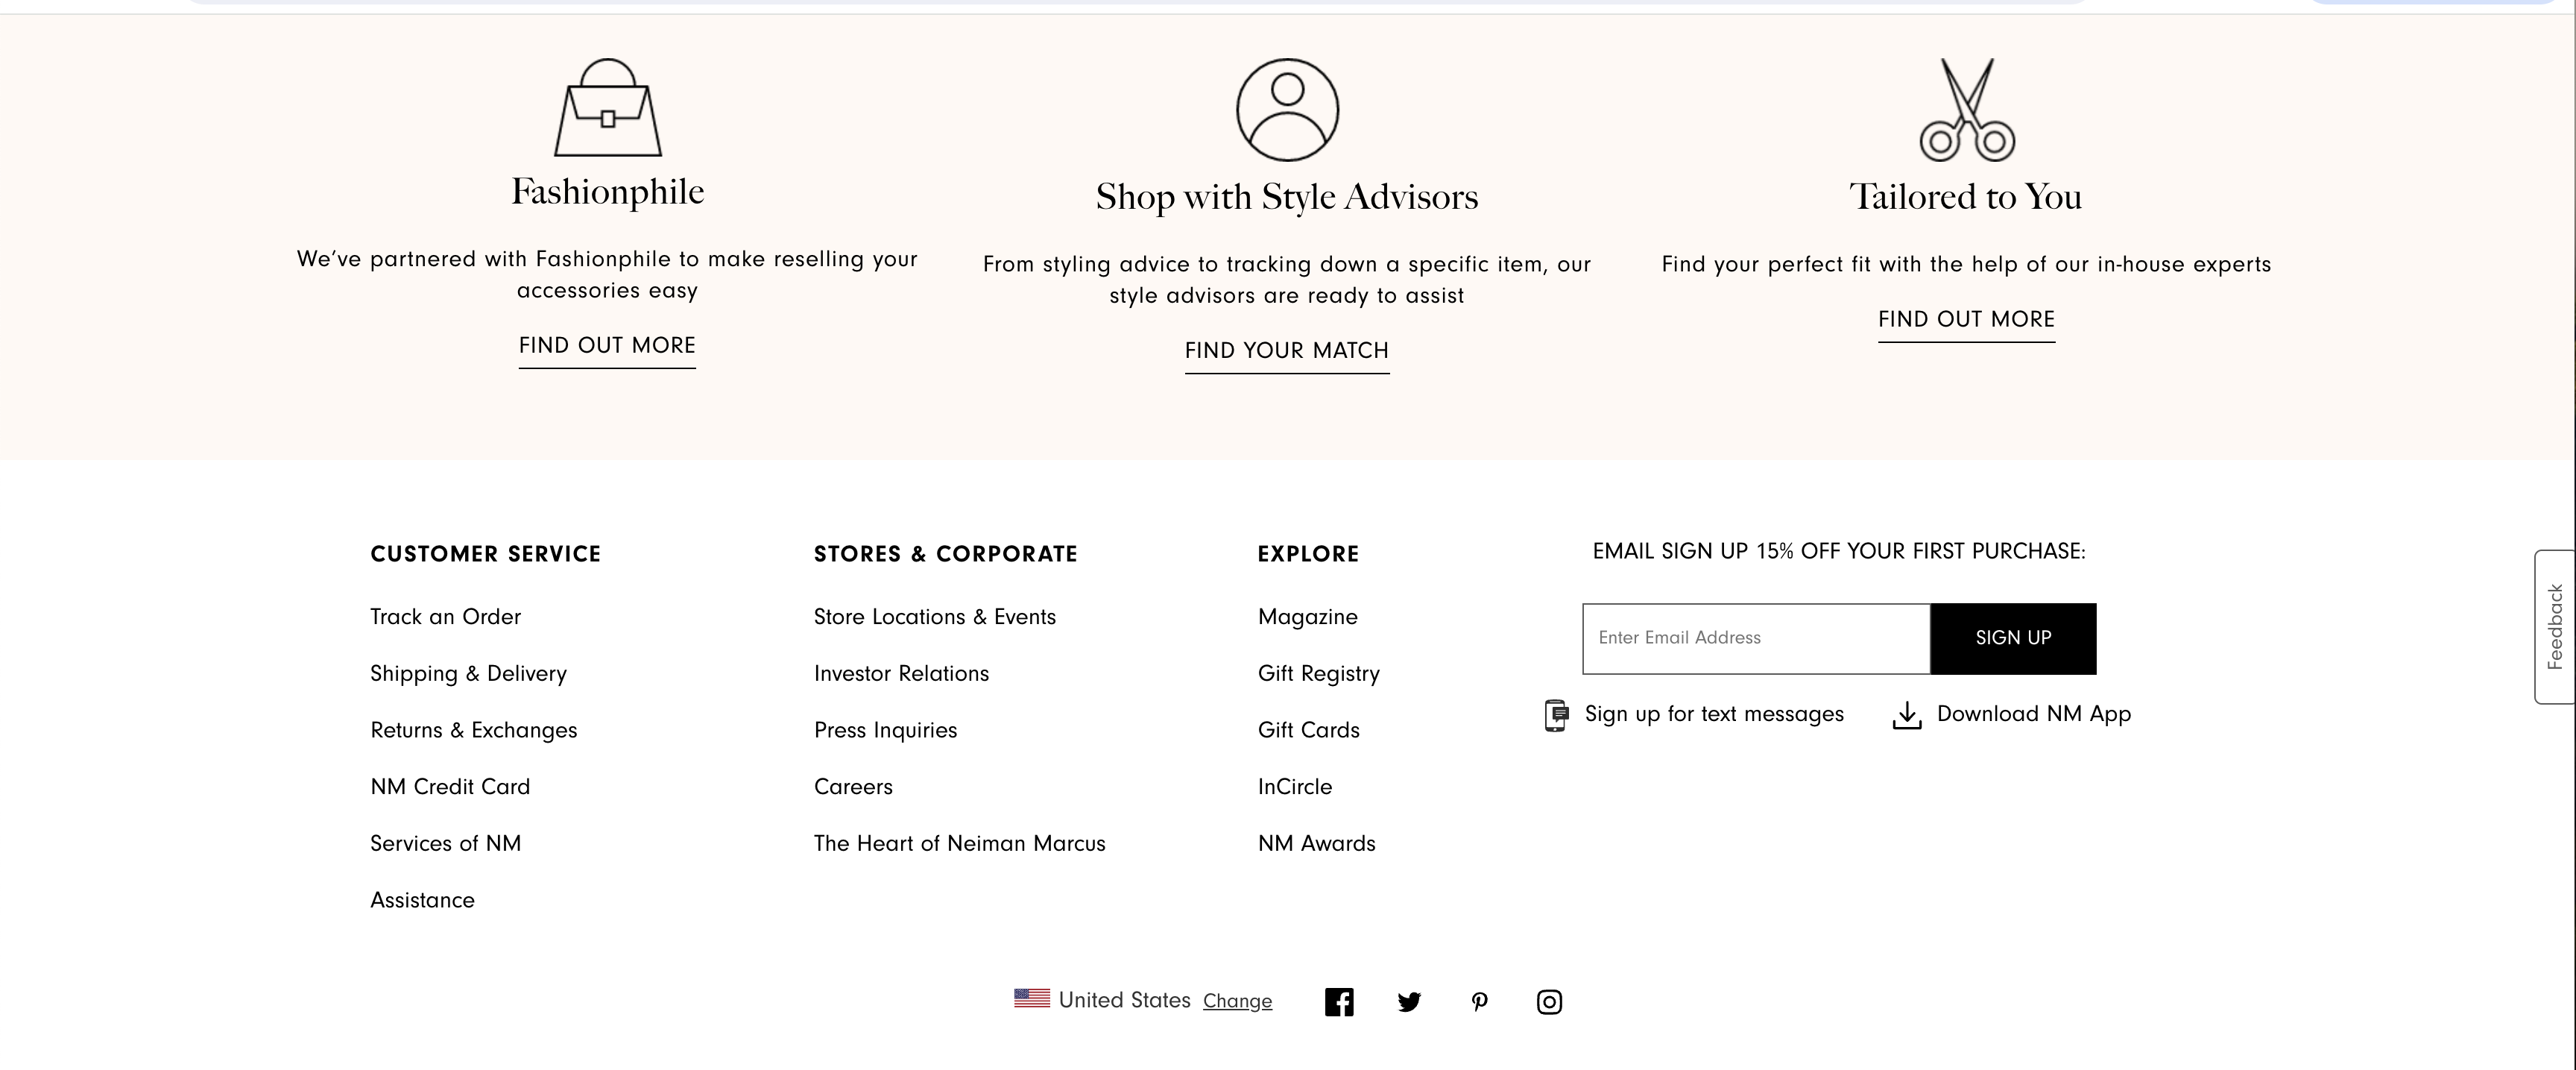 Fashionphile
We’ve partnered with Fashionphile to make reselling your
accessories easy
FIND OUT MORE
Shop with Style Advisors
From styling advice to tracking down a specific item, our
style advisors are ready to assist
FIND YOUR MATCH
Tailored to You
Find your perfect fit with the help of our in-house experts
FIND OUT MORE
CUSTOMER SERVICE
Track an Order
Shipping & Delivery
Returns & Exchanges
NM Credit Card
Services of NM
Assistance
STORES & CORPORATE
Store Locations & Events
Investor Relations
Press Inquiries
Careers
The Heart of Neiman Marcus
EXPLORE
Magazine
Gift Registry
Gift Cards
InCircle
NM Awards
EMAIL SIGN UP 15% OFF YOUR FIRST PURCHASE:
Enter Email Address
SIGN UP
Sign up for text messages
Download NM App
Feedback
United States Change